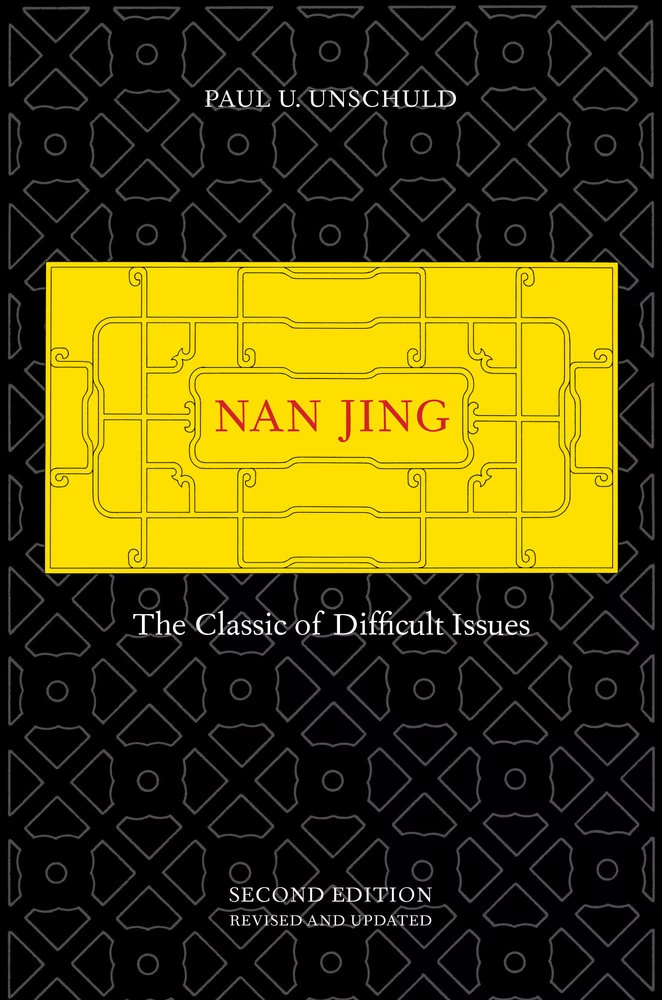 PAUL U. UNSCHULD
NAN JING
The Classic of Difficult Issues
SECOND EDITION
REVISED AND UPDATED